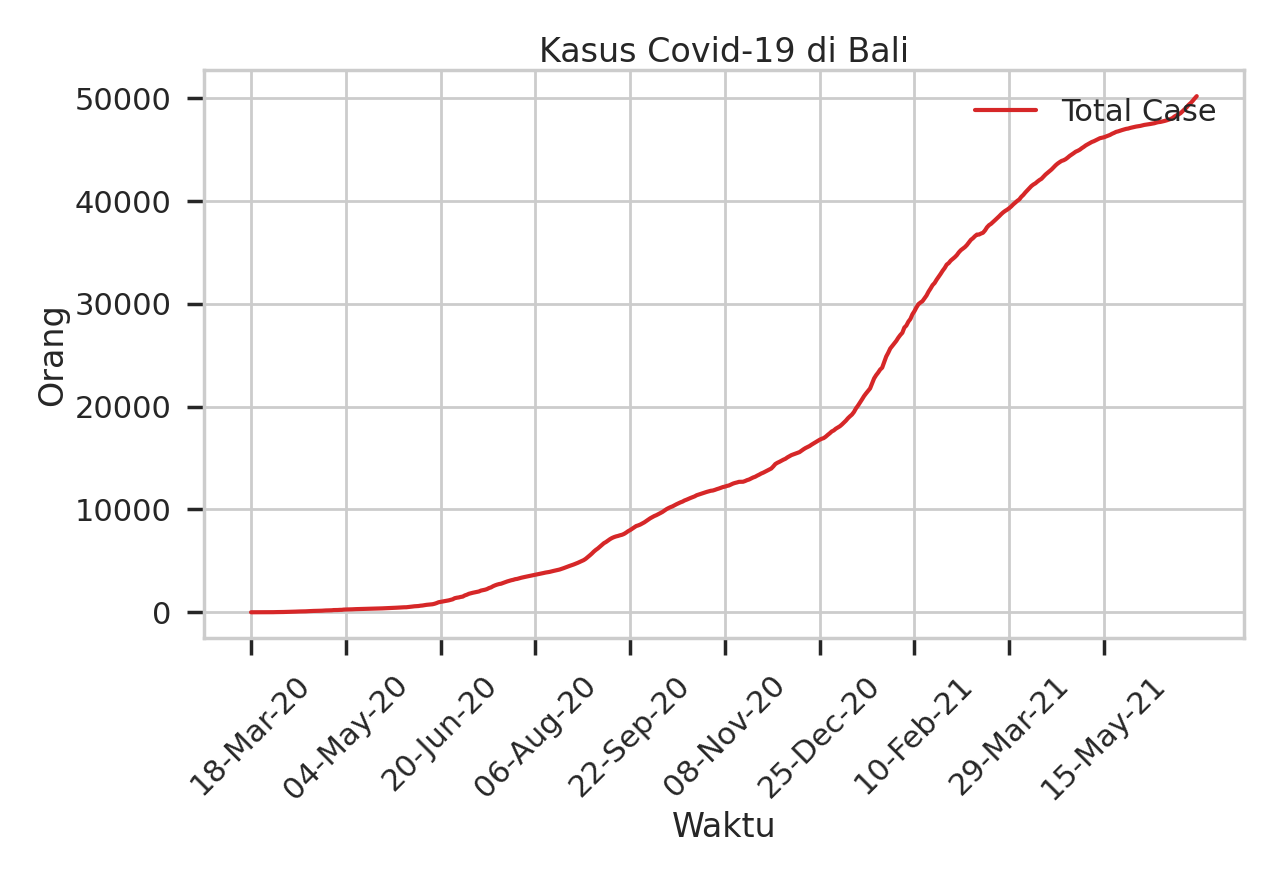 Kasus Covid-19 di Bali
Total Case
50000
40000
30000
20000
10000
0
Orang
18-Mar-20
04-May-20
20-Jun-20
06-Aug-20
22-Sep-20
08-Nov-20
25-Dec-20
10-Feb-21
29-Mar-21
15-May-21
Waktu